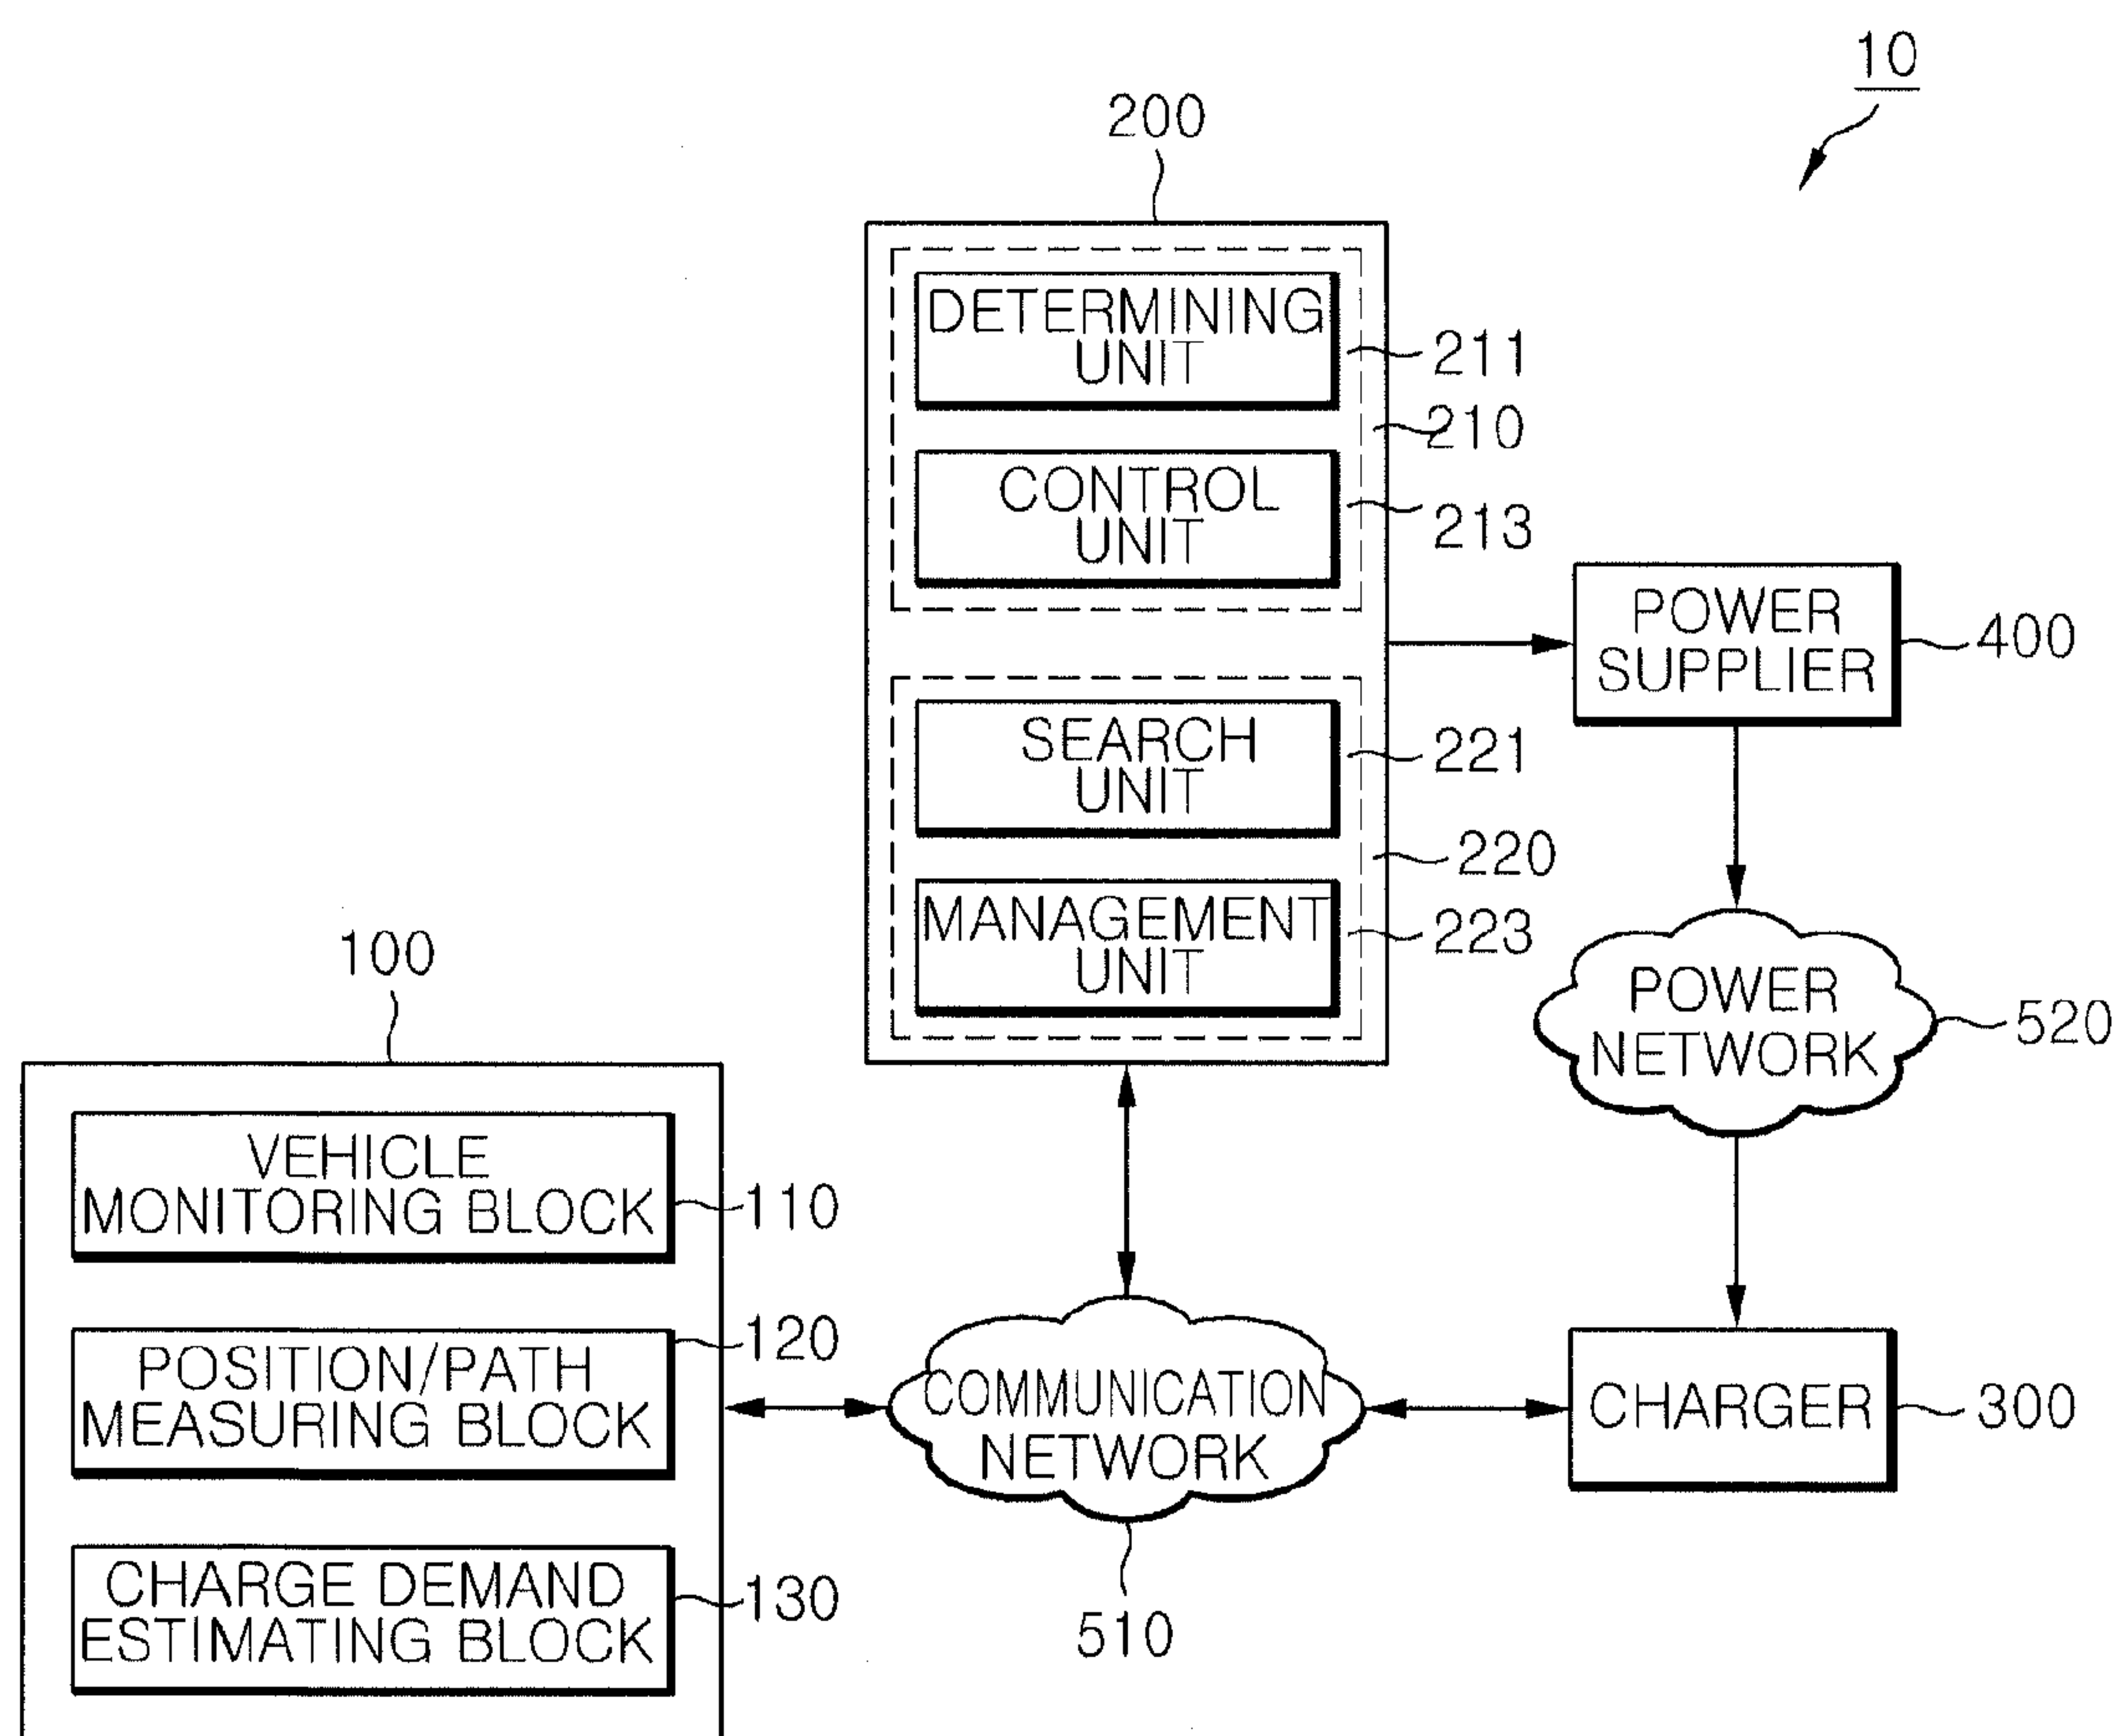 10
200
DETERMINING
UNIT
211
210
CONTROL
UNIT
213
POWER
SUPPLIER
400
SEARCH
UNIT
221
220
MANAGEMENT
UNIT
223
POWER
NETWORK
520
100
VEHICLE
MONITORING BLOCK
110
POSITION/PATH
MEASURING BLOCK
120
COMMUNICATION
NETWORK
510
CHARGER
300
CHARGE DEMAND
ESTIMATING BLOCK
130